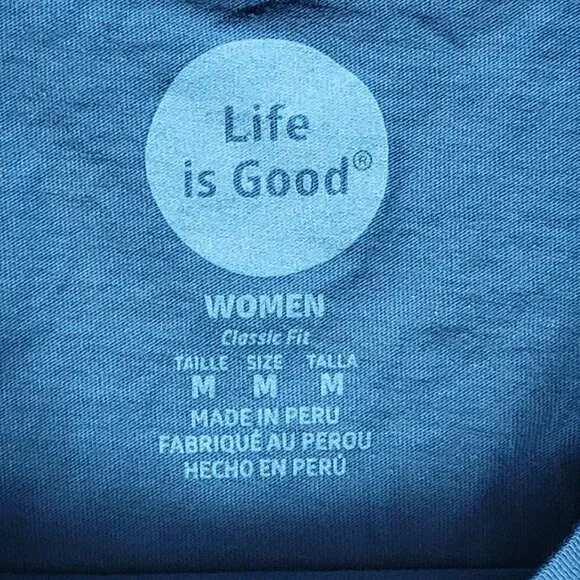 Life
is Good®
WOMEN
Classic Fit
TAILLE SIZE TALLA
M M M
MADE IN PERU
FABRIQUÉ AU PEROU
HECHO EN PERÚ